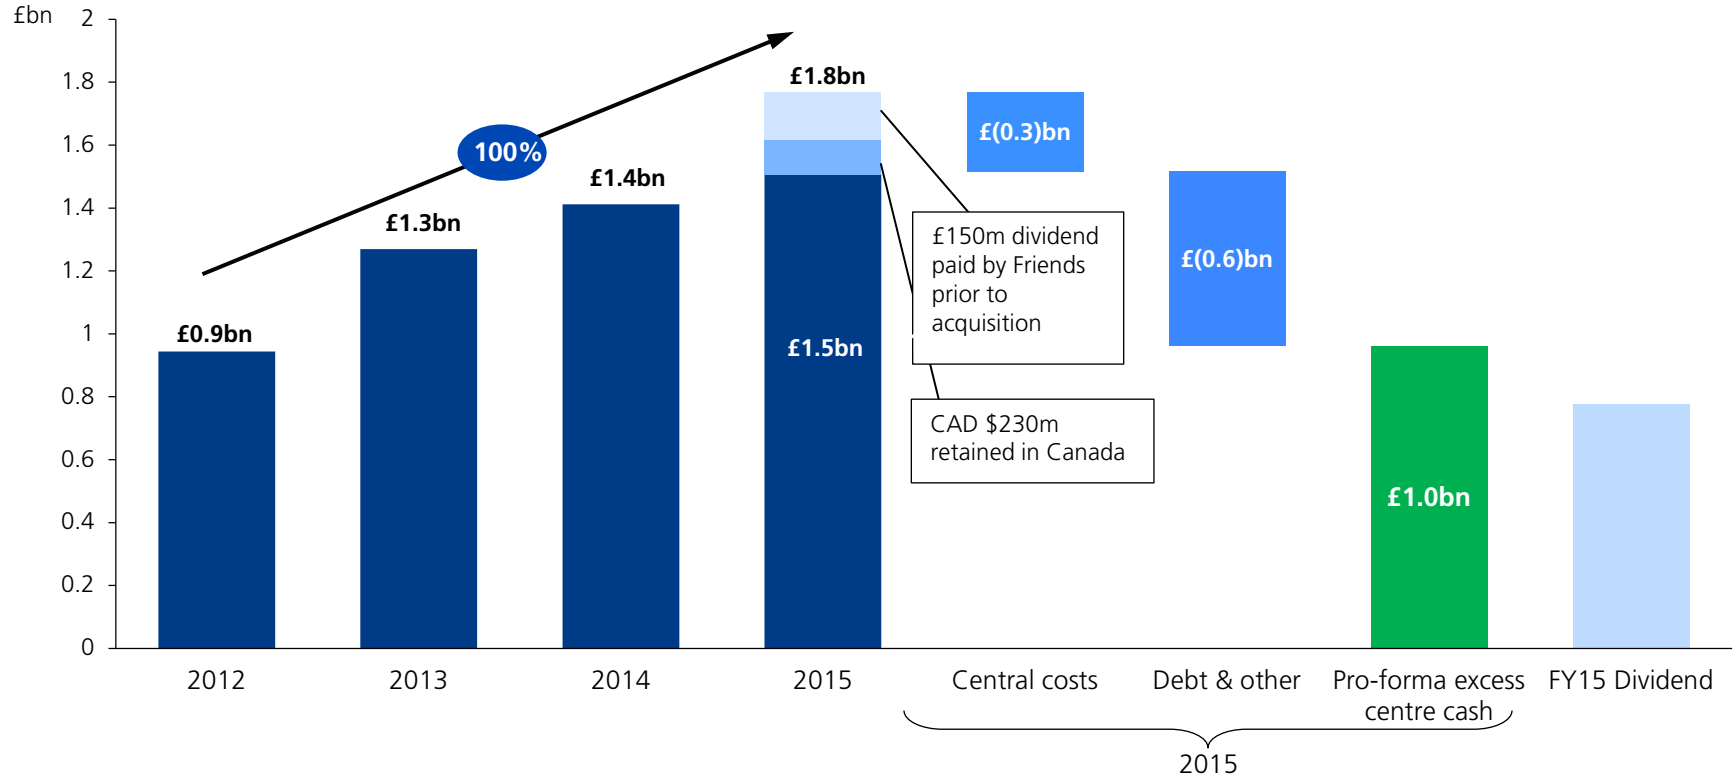 £bn
2
1.8
1.6
1.4
1.2
1
0.8
0.6
0.4
0.2
0
100%
£0.9bn
£1.3bn
£1.4bn
£1.8bn
£1.5bn
£(0.3)bn
£(0.6)bn
£1.0bn
£150m dividend
paid by Friends
prior to
acquisition
CAD $230m
retained in Canada
2012
2013
2014
2015
Central costs
Debt & other
Pro-forma excess
centre cash
FY15 Dividend
2015